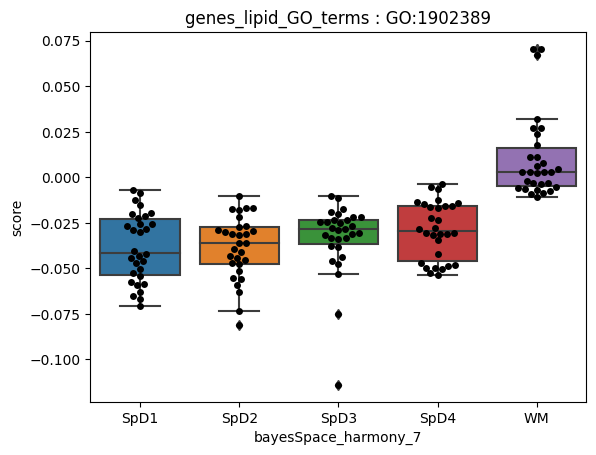 genes_lipid_GO_terms : GO:1902389
score
0.075
0.050
0.025
0.000
−0.025
−0.050
−0.075
−0.100
SpD1 SpD2 SpD3 SpD4 WM
bayesSpace_harmony_7